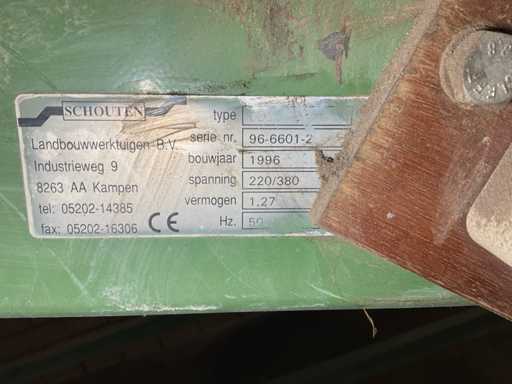 SCHOUTEN
Landbouwwerktuigen B.V.
Industrieweg 9
8263 AA Kampen
tel: 05202-14385
fax: 05202-16306
CE
type
serie nr. 96-6601-2
bouwjaar 1996
spanning 220/380
vermogen 1,27
Hz. 50